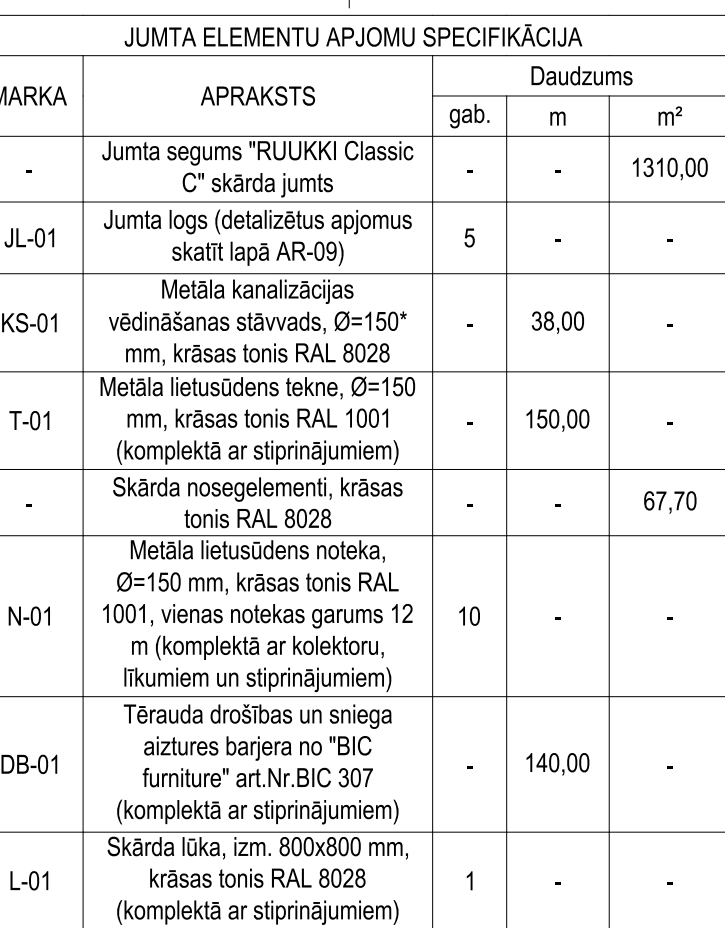 JUMTA ELEMENTU APJOMU SPECIFIKĀCIJA
MARKA APRAKSTS Daudzums
gab. m m²
- Jumta segums "RUUKKI Classic
C" skārda jumts - - 1310,00
JL-01 Jumta logs (detalizētus apjomus
skatīt lapā AR-09) 5 - -
KS-01 Metāla kanalizācijas
vēdināšanas stāvvads, Ø=150*
mm, krāsas tonis RAL 8028 - 38,00 -
T-01 Metāla lietusūdens tekne, Ø=150
mm, krāsas tonis RAL 1001
(komplektā ar stiprinājumiem) - 150,00 -
- Skārda nosegelementi, krāsas
tonis RAL 8028 - - 67,70
N-01 Metāla lietusūdens noteka,
Ø=150 mm, krāsas tonis RAL
1001, vienas notekas garums 12
m (komplektā ar kolektoru,
līkumiem un stiprinājumiem) 10 - -
DB-01 Tērauda drošības un sniega
aiztures barjera no "BIC
furniture" art.Nr.BIC 307
(komplektā ar stiprinājumiem) - 140,00 -
L-01 Skārda lūka, izm. 800x800 mm,
krāsas tonis RAL 8028
(komplektā ar stiprinājumiem) 1 - -